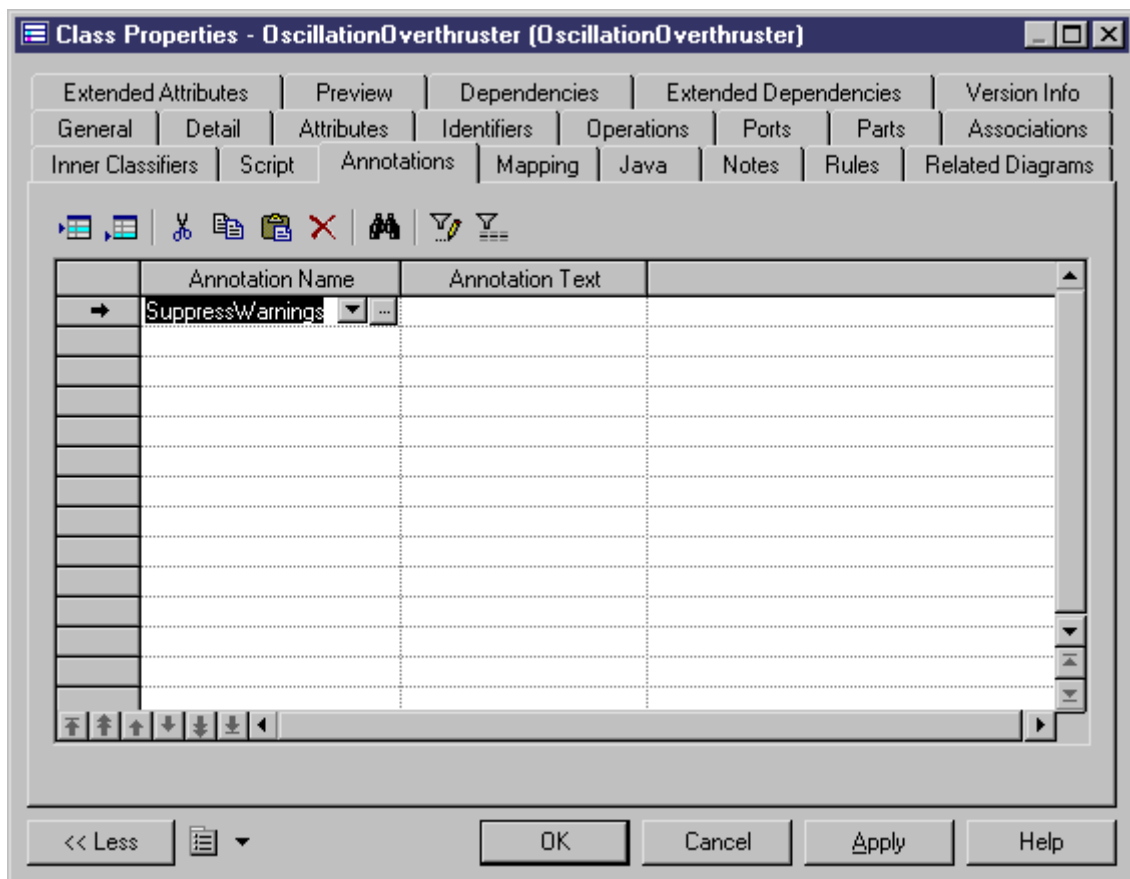 Class Properties - OscillationOverthruster (OscillationOverthruster)
Extended Attributes Preview Dependencies Extended Dependencies Version Info
General Detail Attributes Identifiers Operations Ports Parts Associations
Inner Classifiers Script Annotations Mapping Java Notes Rules Related Diagrams
Annotation Name Annotation Text
SuppressWarnings ...
<< Less OK Cancel Apply Help